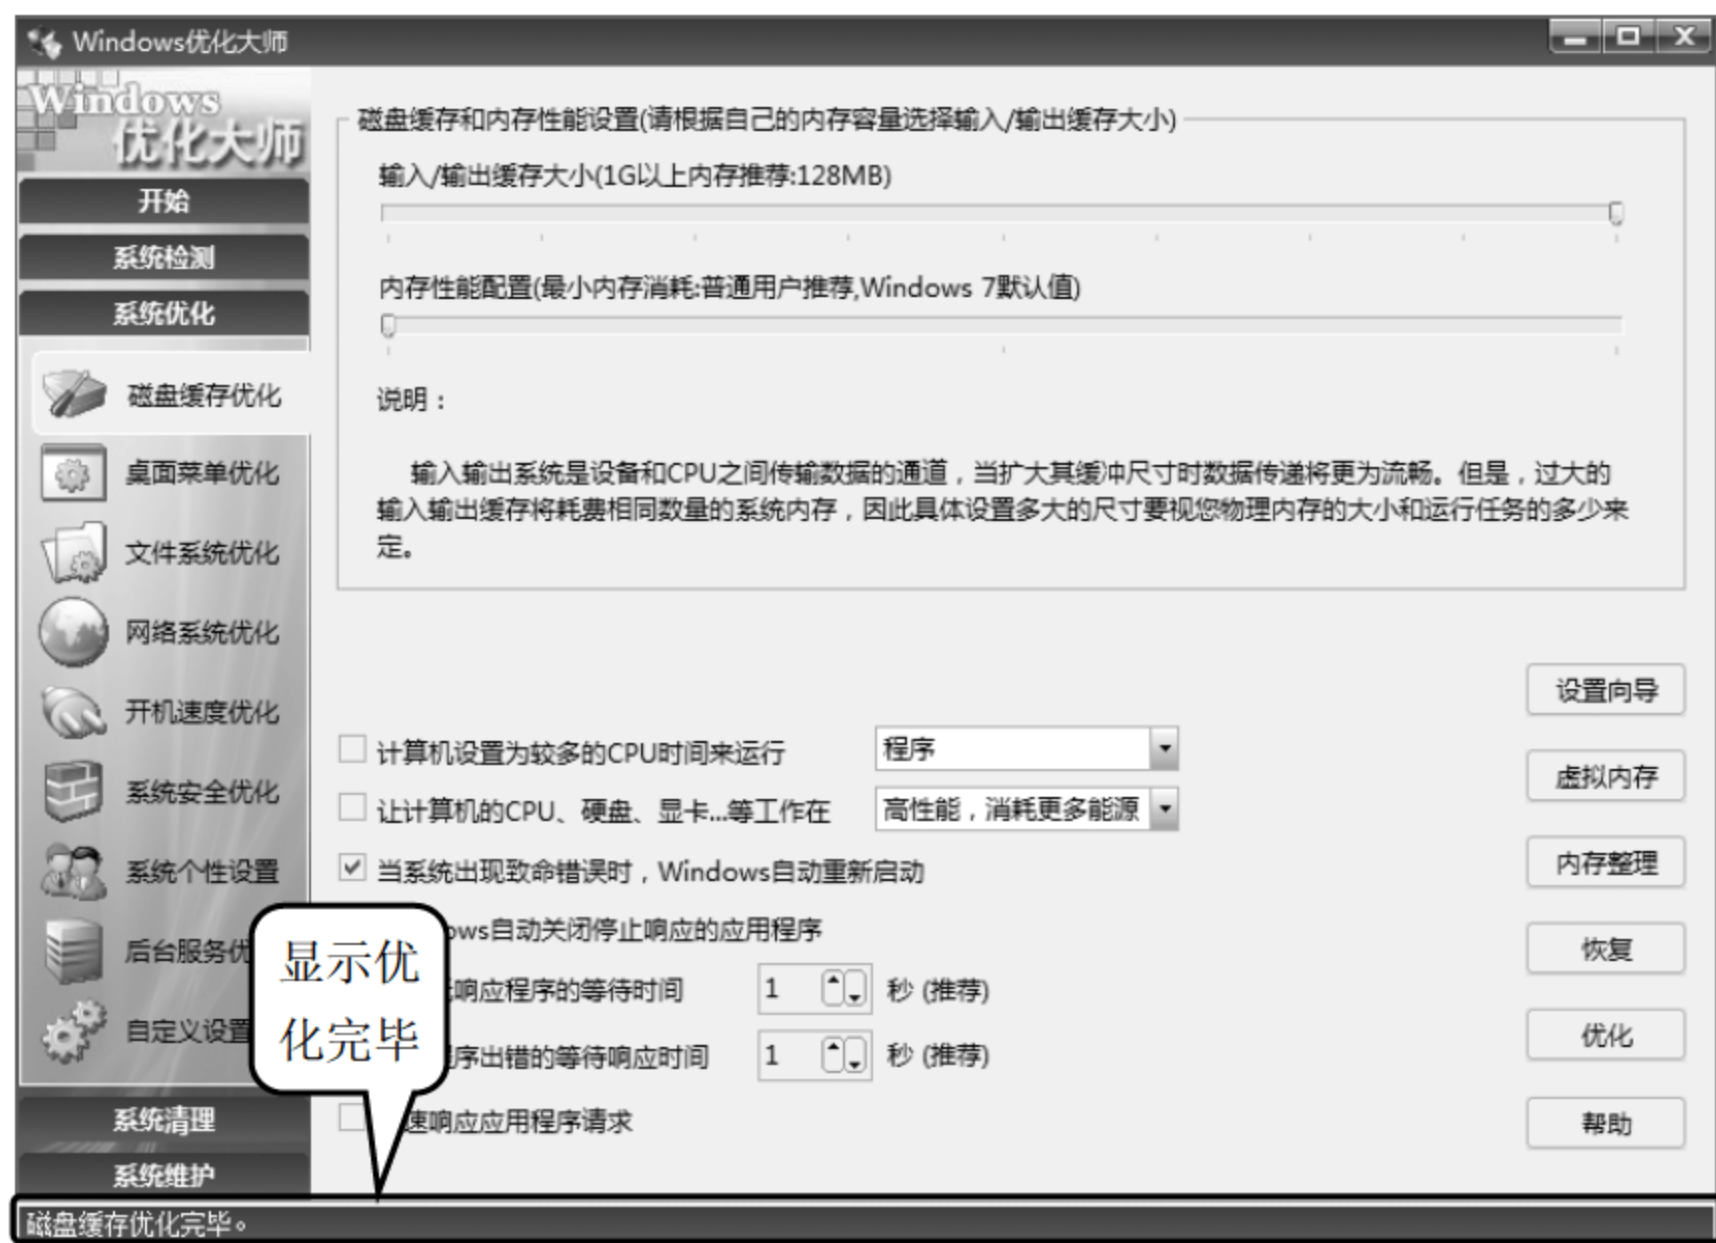 Windows优化大师
Windows
优化大师
开始
系统检测
系统优化
磁盘缓存优化
桌面菜单优化
文件系统优化
网络系统优化
开机速度优化
系统安全优化
系统个性设置
后台服务优
自定义设置
系统清理
系统维护
磁盘缓存和内存性能设置(请根据自己的内存容量选择输入/输出缓存大小)
输入/输出缓存大小(1G以上内存推荐:128MB)
内存性能配置(最小内存消耗:普通用户推荐,Windows 7默认值)
说明：
输入输出系统是设备和CPU之间传输数据的通道，当扩大其缓冲尺寸时数据传递将更为流畅。但是，过大的
输入输出缓存将耗费相同数量的系统内存，因此具体设置多大的尺寸要视您物理内存的大小和运行任务的多少来
定。
计算机设置为较多的CPU时间来运行 程序
让计算机的CPU、硬盘、显卡...等工作在 高性能，消耗更多能源
当系统出现致命错误时，Windows自动重新启动
ows自动关闭停止响应的应用程序
响应程序的等待时间 1 秒 (推荐)
序出错的等待响应时间 1 秒 (推荐)
速响应应用程序请求
设置向导
虚拟内存
内存整理
恢复
优化
帮助
显示优
化完毕
磁盘缓存优化完毕。